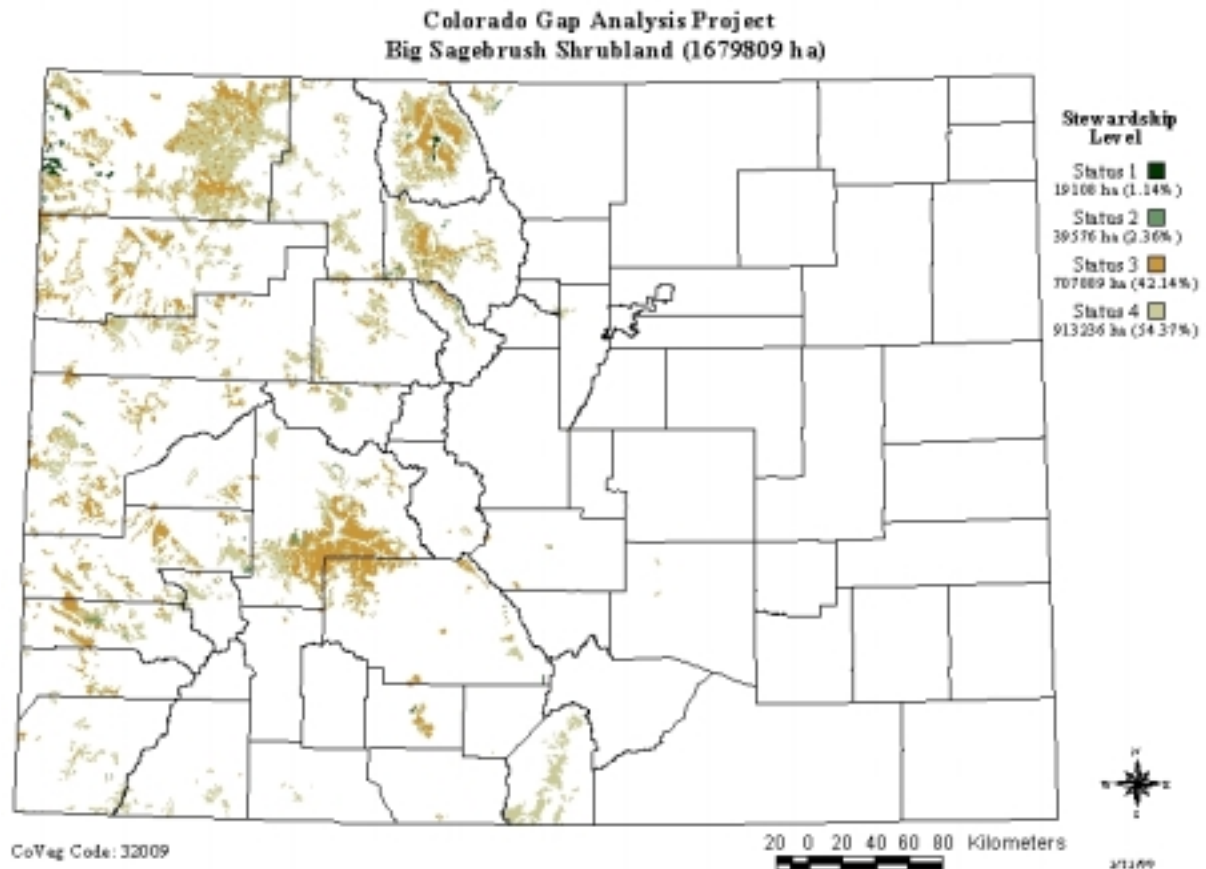 Colorado Gap Analysis Project
Big Sagebrush Shrubland (1679809 ha)
Stewardship
Level
Status 1
19108 ha (1.14%)
Status 2
39576 ha (2.36%)
Status 3
707889 ha (42.14%)
Status 4
913236 ha (54.37%)
N
W
E
S
20 0 20 40 60 80 Kilometers
CoVeg Code: 32009